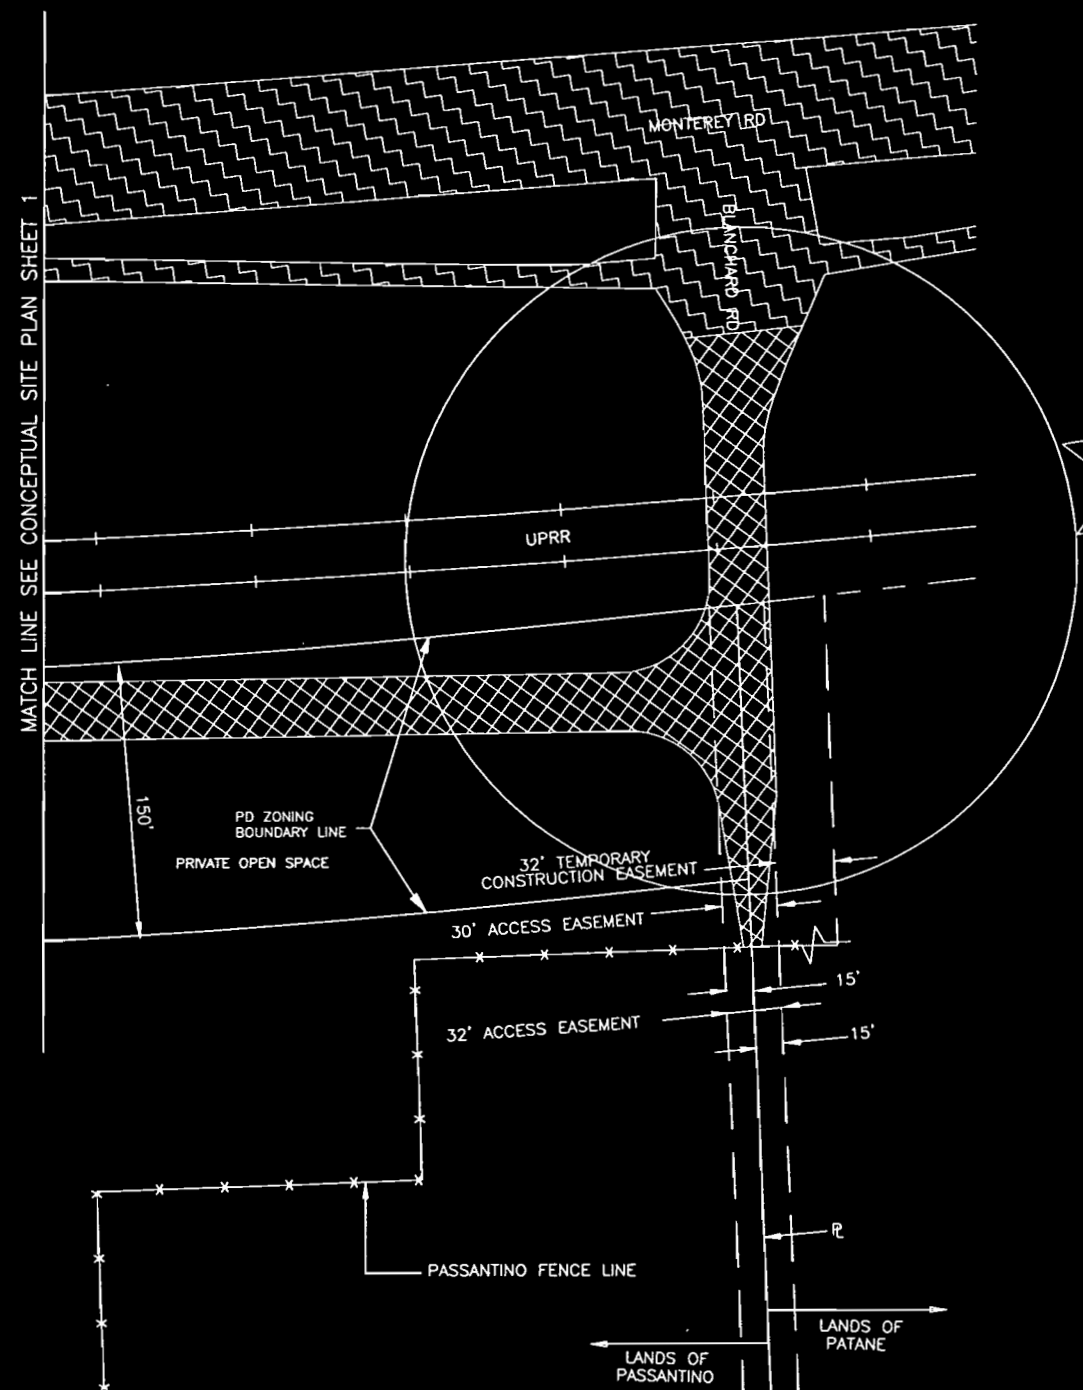 MONTEREY RD
BLANCHARD RD
MATCH LINE SEE CONCEPTUAL SITE PLAN SHEET 1
UPRR
150'
PD ZONING
BOUNDARY LINE
PRIVATE OPEN SPACE
32' TEMPORARY
CONSTRUCTION EASEMENT
30' ACCESS EASEMENT
15'
32' ACCESS EASEMENT
15'
PL
PASSANTINO FENCE LINE
LANDS OF
PATANE
LANDS OF
PASSANTINO